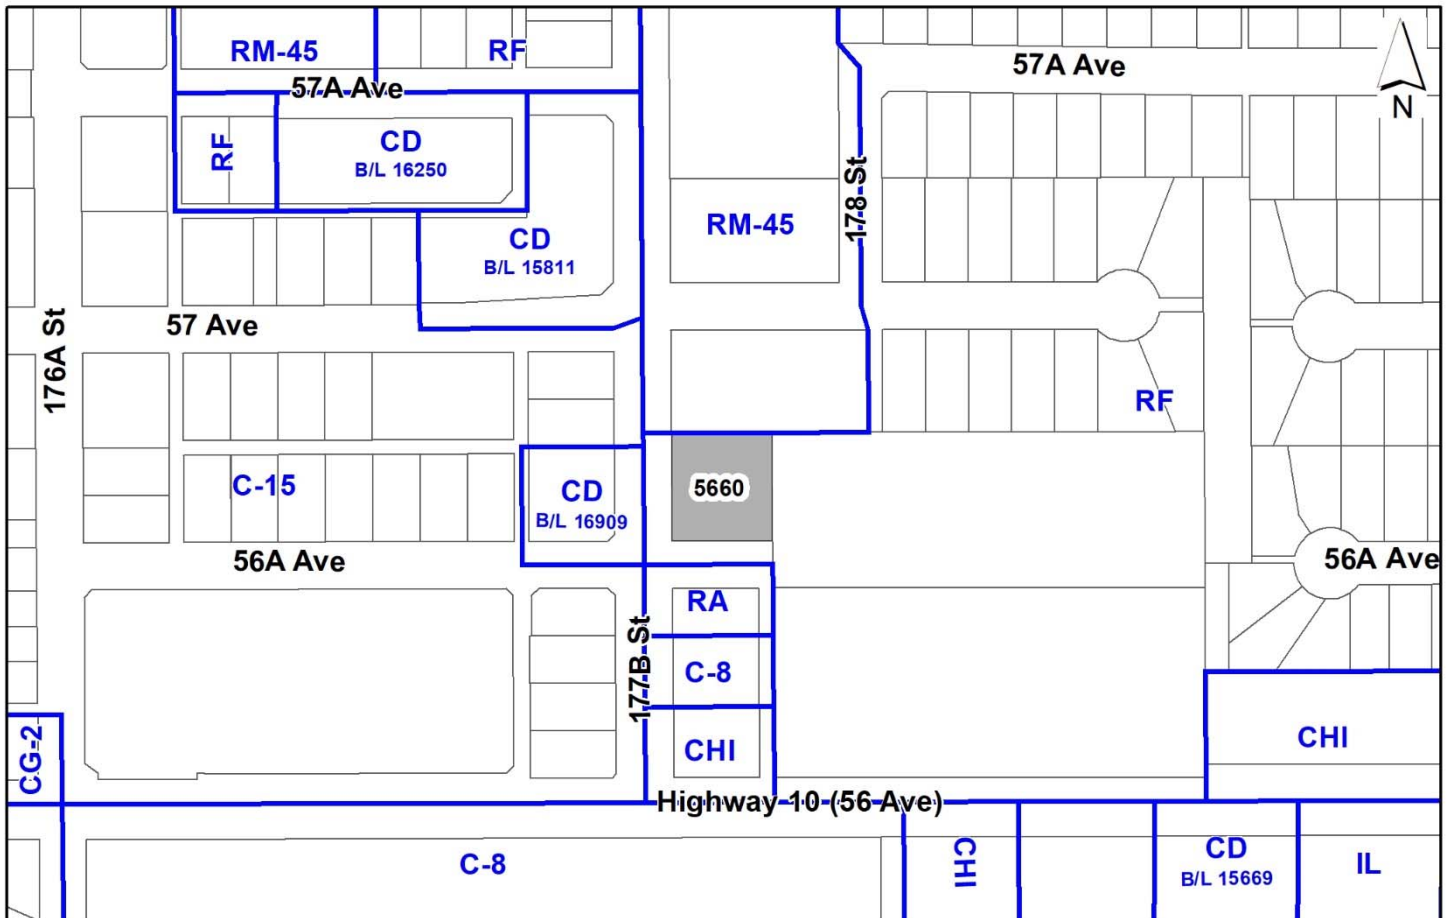 RM-45
RF
57A Ave
57A Ave
N
RF
CD
B/L 16250
178 St
RM-45
CD
B/L 15811
57 Ave
176A St
RF
C-15
CD
B/L 16909
5660
56A Ave
56A Ave
RA
177B St
C-8
CHI
CG-2
CHI
Highway 10 (56 Ave)
C-8
CHI
CD
B/L 15669
IL